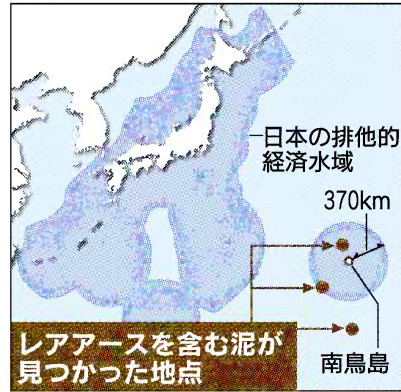 日本の排他的
経済水域
370km
南鳥島
レアアースを含む泥が
見つかった地点